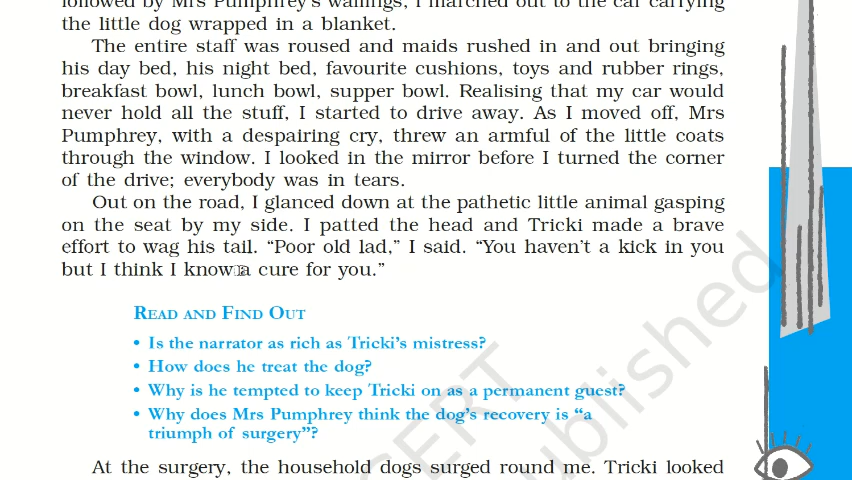 followed by Mrs Pumphrey's wailings, I marched out to the car carrying
the little dog wrapped in a blanket.
The entire staff was roused and maids rushed in and out bringing
his day bed, his night bed, favourite cushions, toys and rubber rings,
breakfast bowl, lunch bowl, supper bowl. Realising that my car would
never hold all the stuff, I started to drive away. As I moved off, Mrs
Pumphrey, with a despairing cry, threw an armful of the little coats
through the window. I looked in the mirror before I turned the corner
of the drive; everybody was in tears.
Out on the road, I glanced down at the pathetic little animal gasping
on the seat by my side. I patted the head and Tricki made a brave
effort to wag his tail. “Poor old lad,” I said. “You haven't a kick in you
but I think I know a cure for you.”
READ AND FIND OUT
• Is the narrator as rich as Tricki's mistress?
• How does he treat the dog?
• Why is he tempted to keep Tricki on as a permanent guest?
• Why does Mrs Pumphrey think the dog's recovery is “a
triumph of surgery”?
At the surgery, the household dogs surged round me. Tricki looked